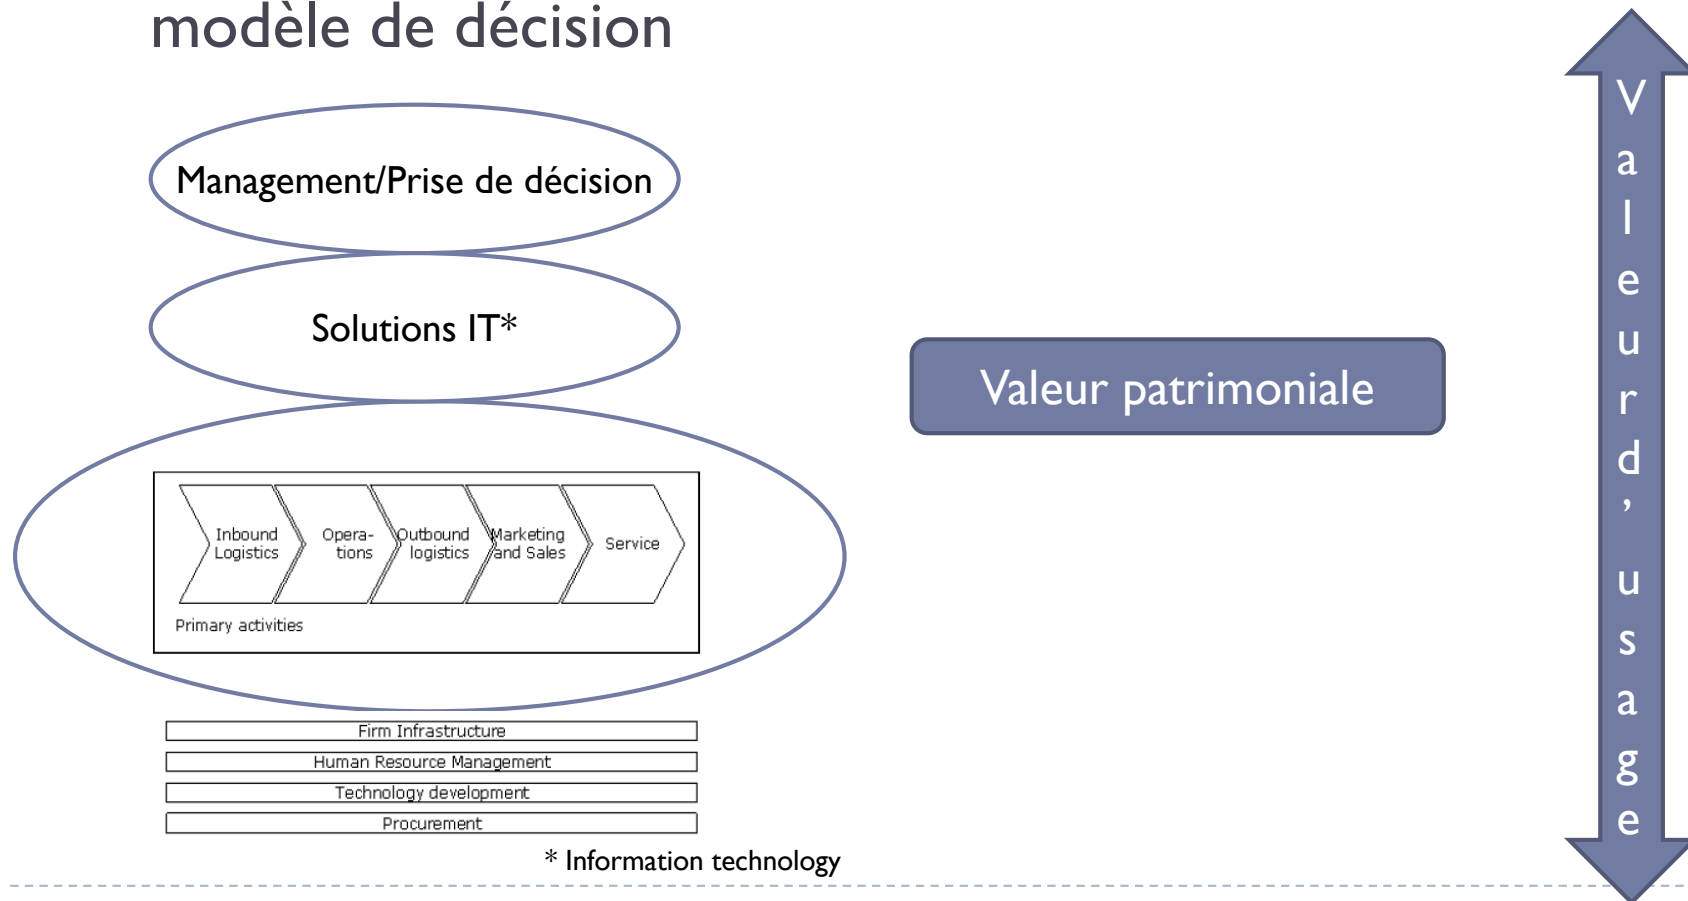 modèle de décision
Management/Prise de décision
Solutions IT*
Inbound
Logistics
Opera-
tions
Outbound
logistics
Marketing
and Sales
Service
Primary activities
Firm Infrastructure
Human Resource Management
Technology development
Procurement
* Information technology
Valeur patrimoniale
Valeur d’usage